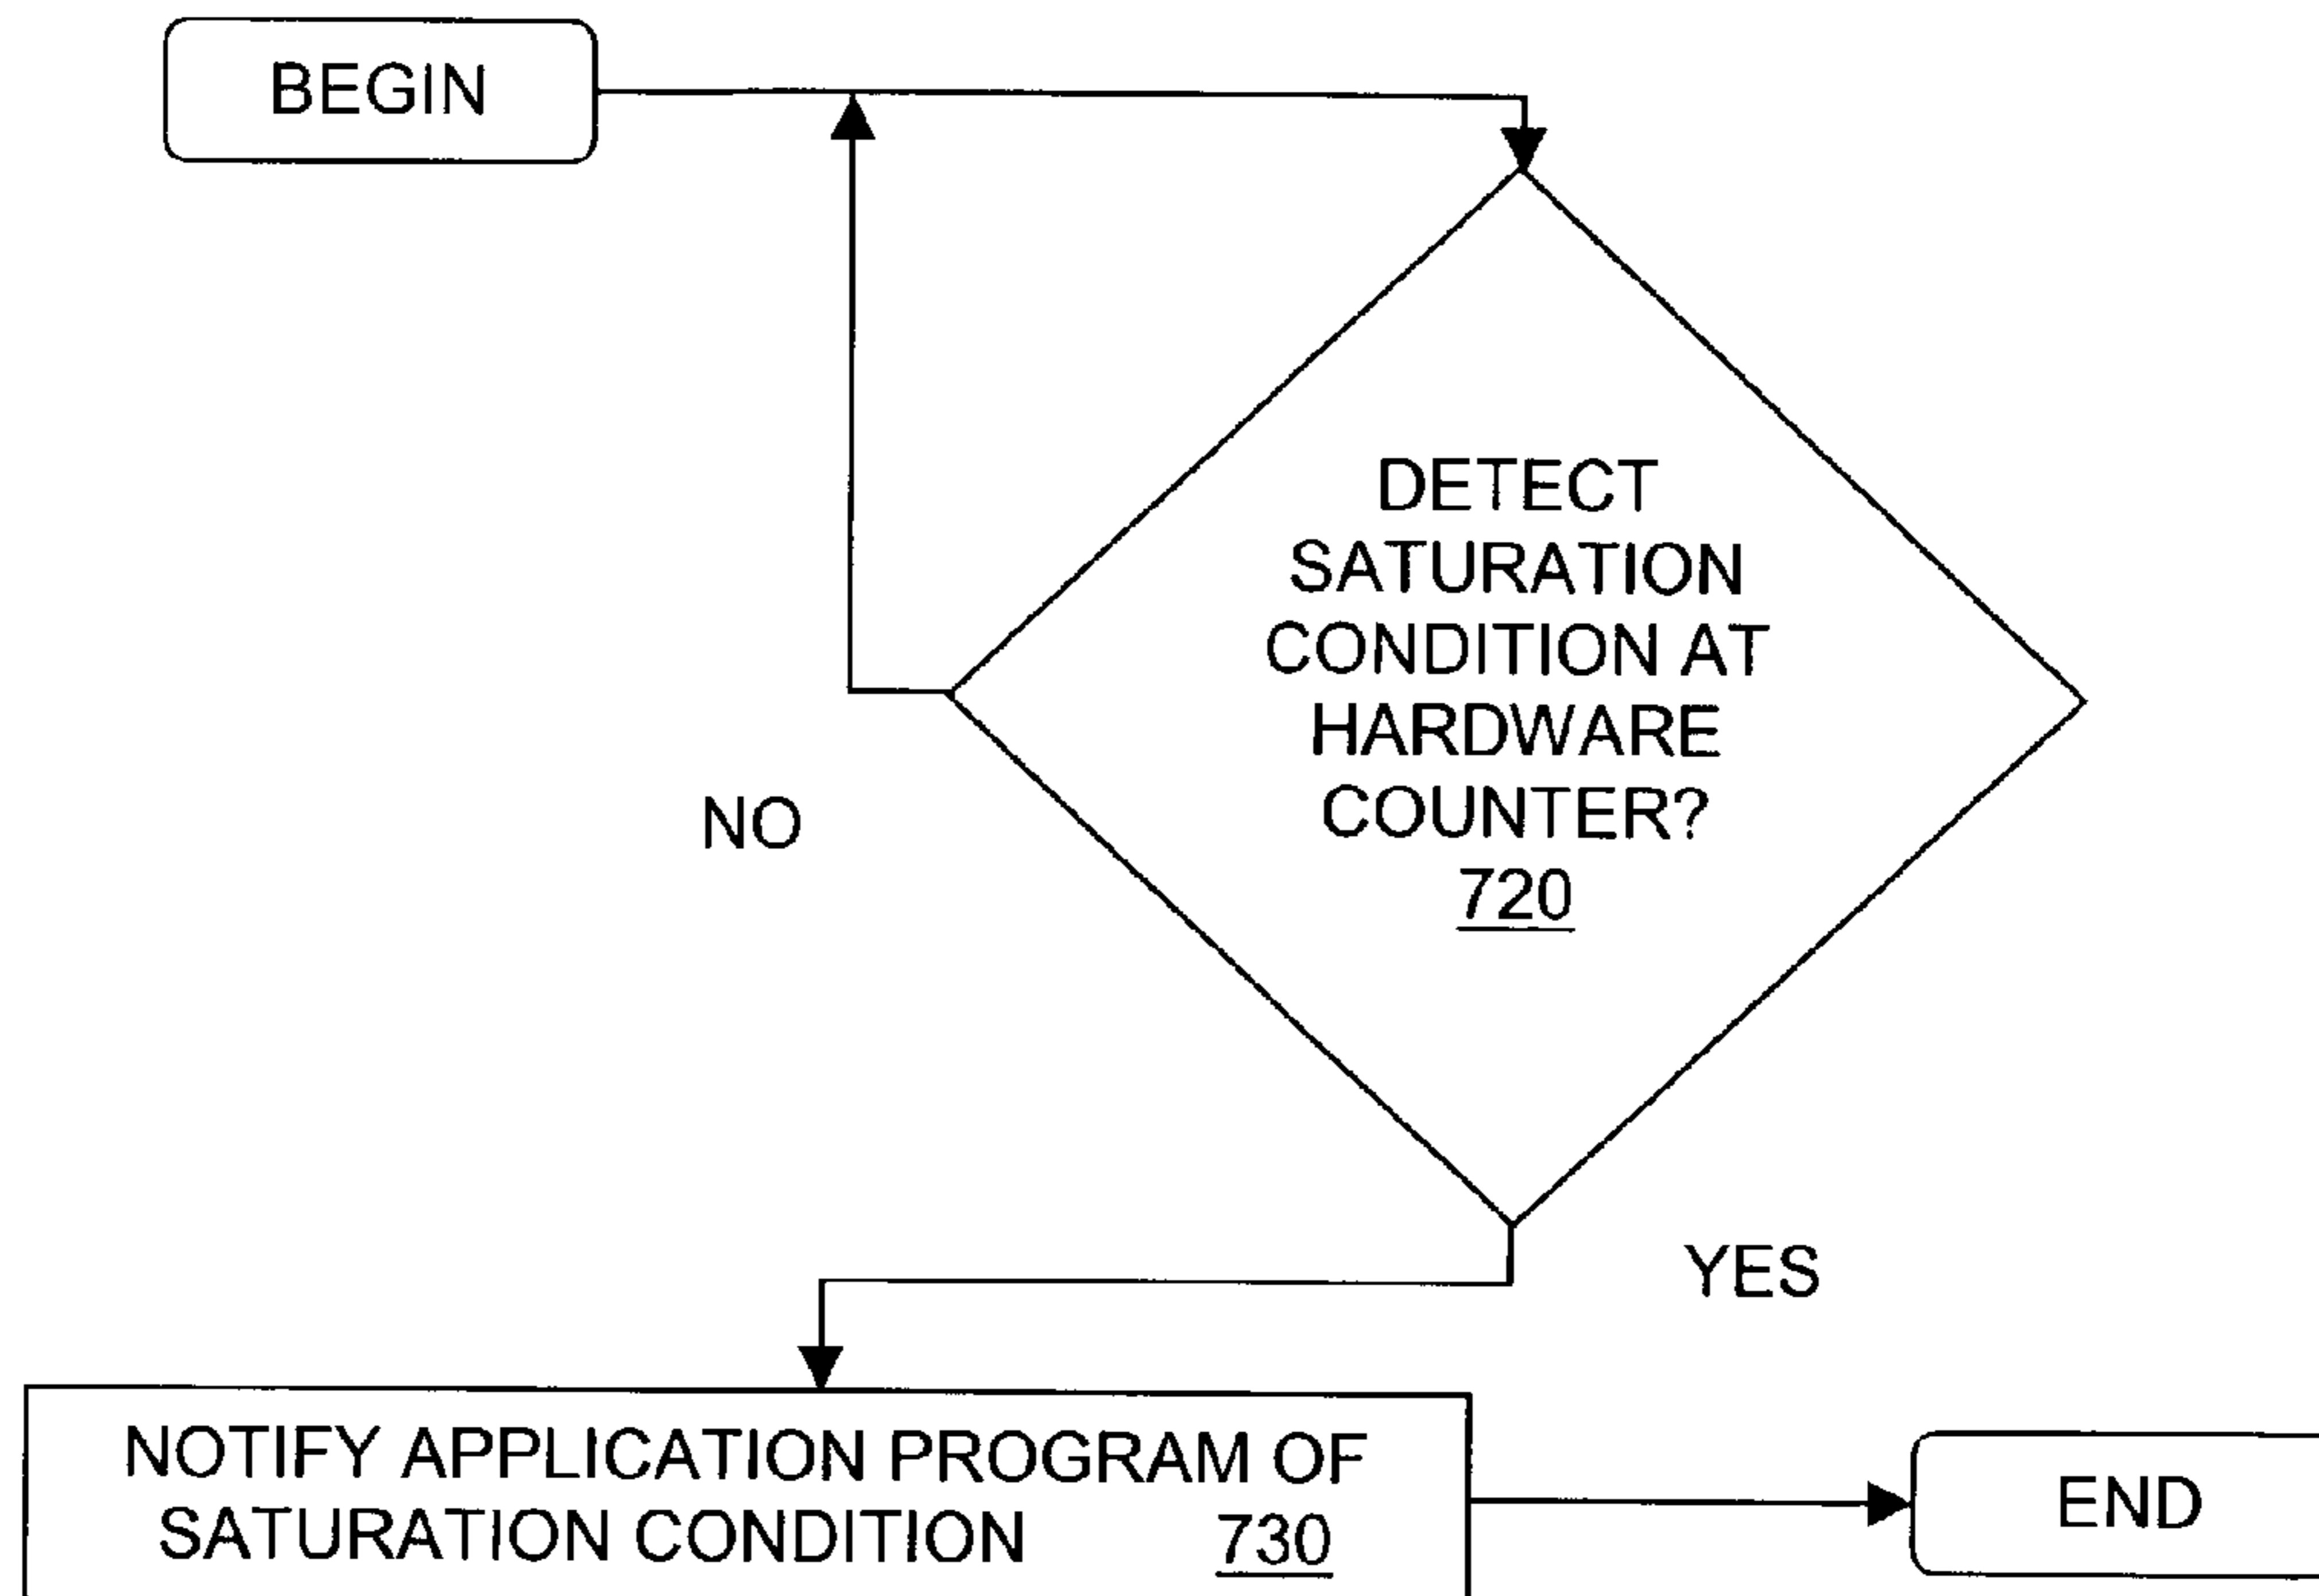 BEGIN
DETECT
SATURATION
CONDITION AT
HARDWARE
COUNTER?
720
NO
YES
NOTIFY APPLICATION PROGRAM OF
SATURATION CONDITION 730
END